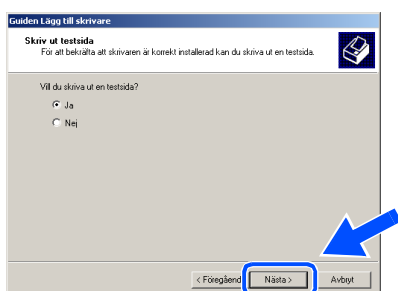 Guiden Lägg till skrivare
Skriv ut testsida
För att bekräfta att skrivaren är korrekt installerad kan du skriva ut en testsida.
Vill du skriva ut en testsida?
Ja
Nej
< Föregåend Nästa > Avbryt